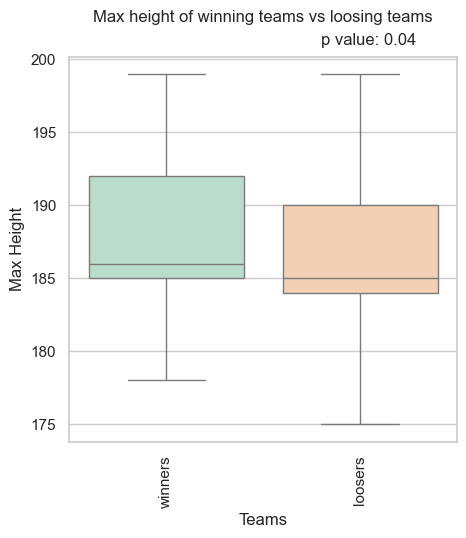 Max height of winning teams vs loosing teams
p value: 0.04
200
195
190
185
180
175
Max Height
winners
loosers
Teams